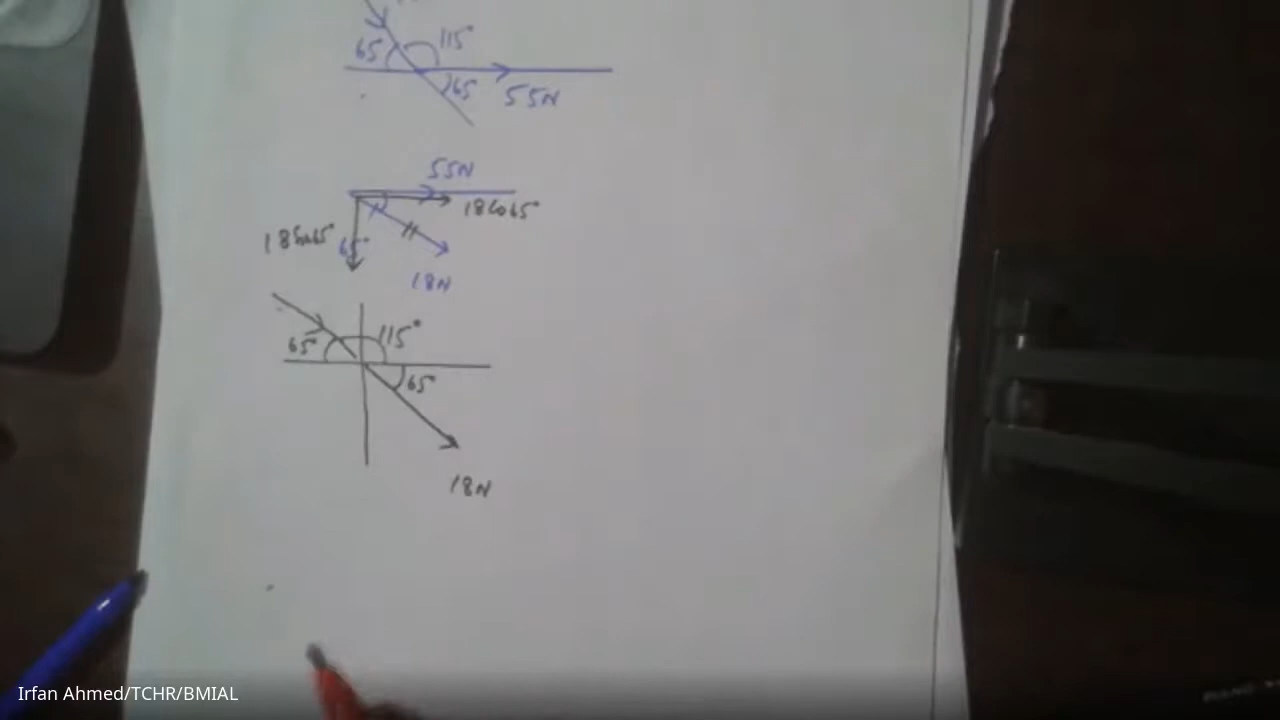 65 115°
65 55N
55N
18Cos65°
18Sin65° 65°
18N
65° 115°
65°
18N
Irfan Ahmed/TCHR/BMIAL